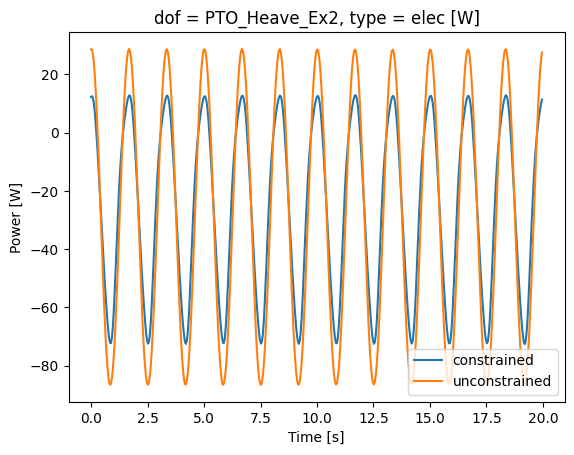 dof = PTO_Heave_Ex2, type = elec [W]
Power [W]
20
0
−20
−40
−60
−80
constrained
unconstrained
0.0 2.5 5.0 7.5 10.0 12.5 15.0 17.5 20.0
Time [s]